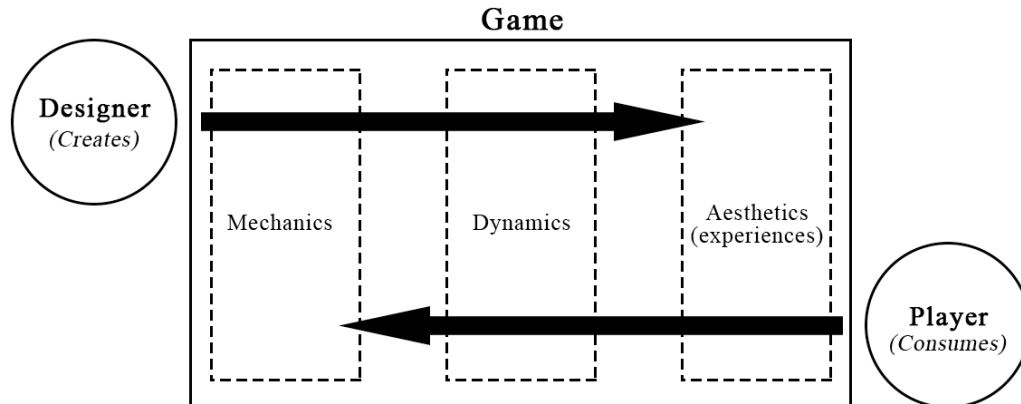 Game
Designer
(Creates)
Mechanics
Dynamics
Aesthetics
(experiences)
Player
(Consumes)